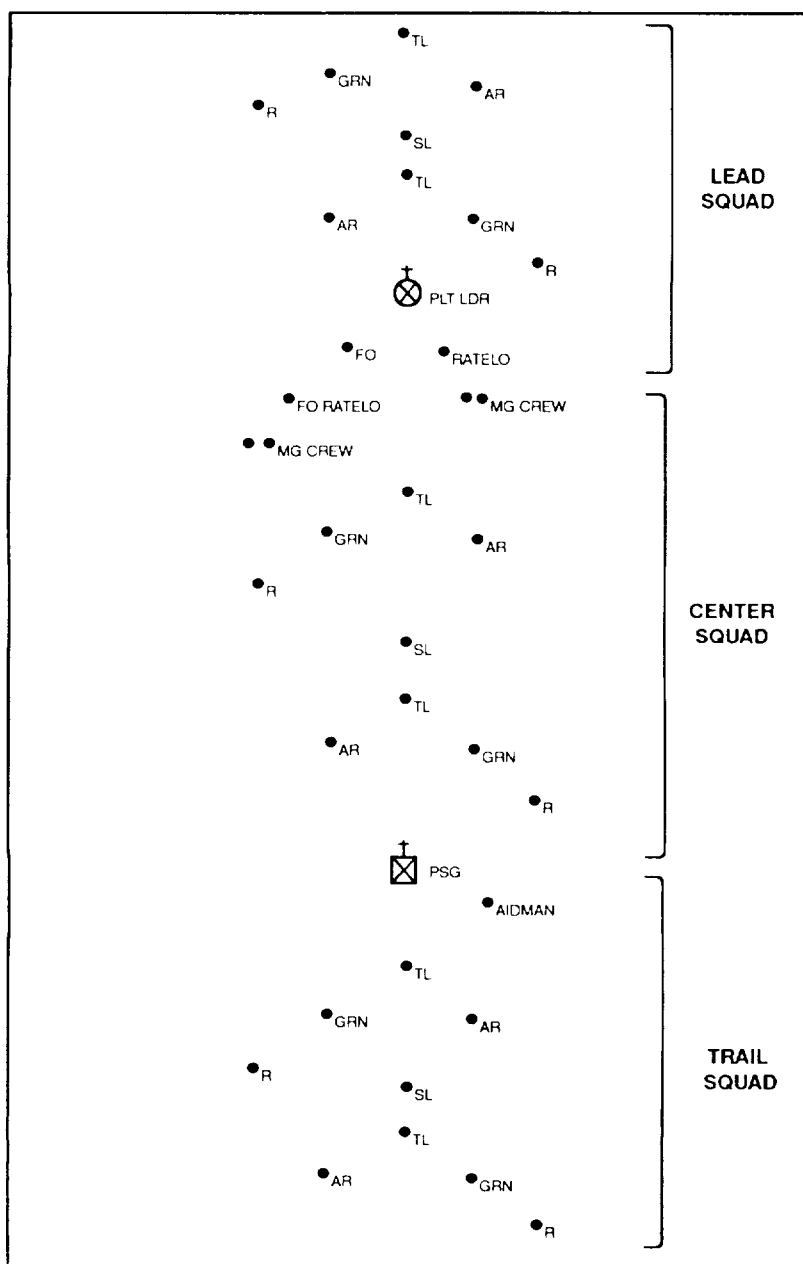 TL
GRN
AR
R
SL
TL
LEAD
SQUAD
AR
GRN
R
PLT LDR
FO
RATELO
FO RATELO
MG CREW
MG CREW
TL
GRN
AR
R
CENTER
SQUAD
SL
TL
AR
GRN
R
PSG
AIDMAN
TL
GRN
AR
TRAIL
SQUAD
R
SL
TL
AR
GRN
R